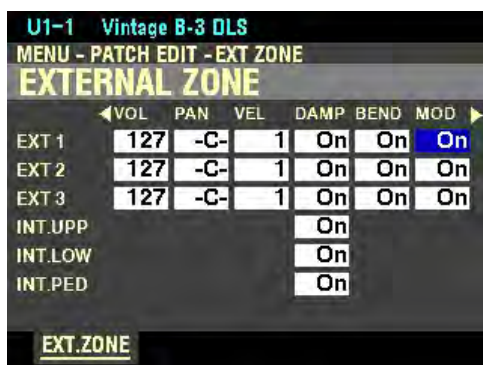 U1-1 Vintage B-3 DLS
MENU - PATCH EDIT - EXT ZONE
EXTERNAL ZONE
VOL PAN VEL DAMP BEND MOD
EXT 1 127 -C- 1 On On On
EXT 2 127 -C- 1 On On On
EXT 3 127 -C- 1 On On On
INT.UPP On
INT.LOW On
INT.PED On
EXT.ZONE